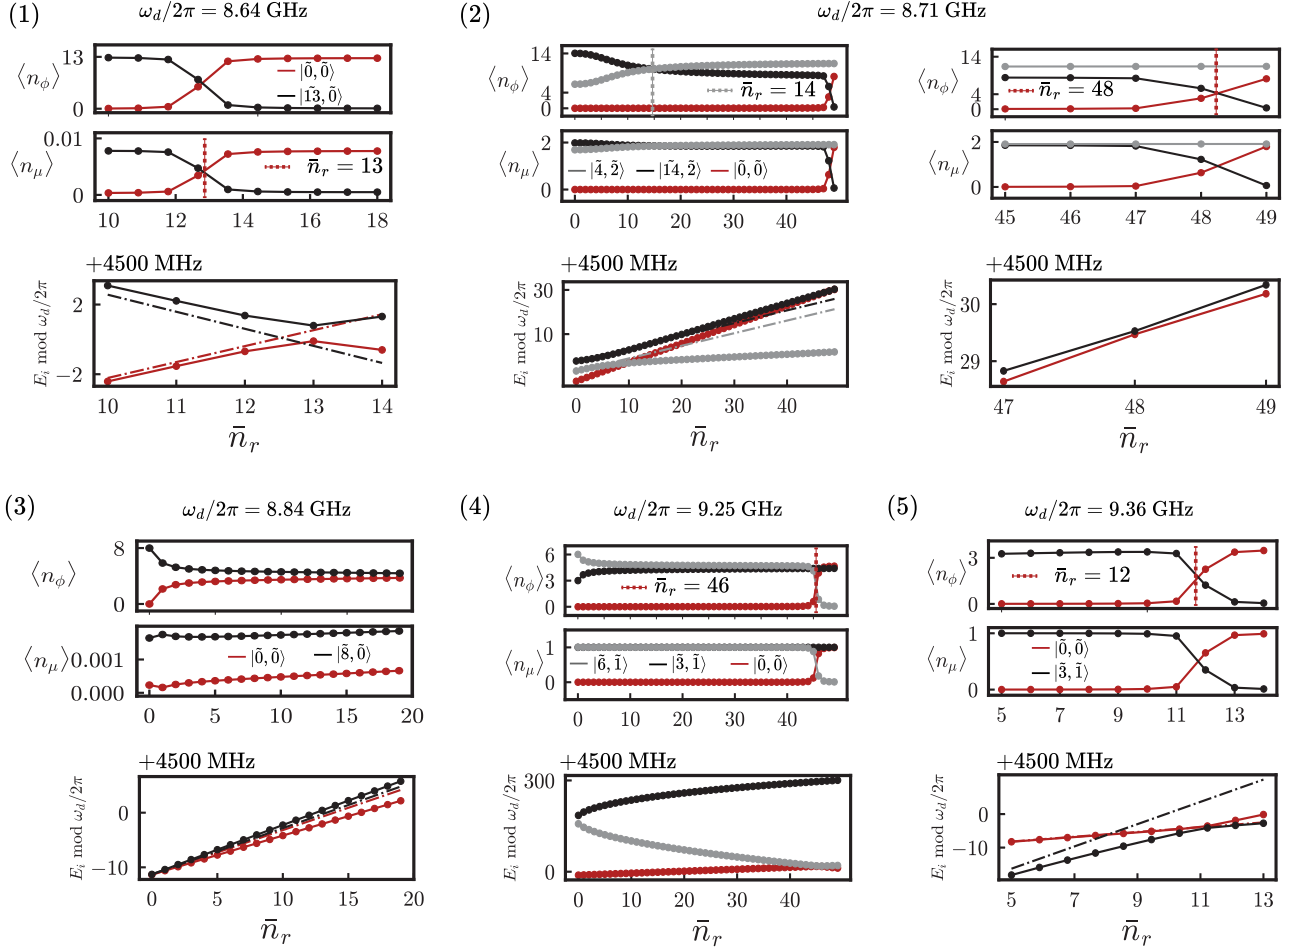 (1)
ω_d/2π = 8.64 GHz
⟨n_ϕ⟩
13
0
|0̃, 0̃⟩
|1̃3, 0̃⟩
⟨n_μ⟩
0.01
0
n̄_r = 13
10 12 14 16 18
+4500 MHz
E_i mod ω_d/2π
2
−2
10 11 12 13 14
n̄_r
(2)
ω_d/2π = 8.71 GHz
⟨n_ϕ⟩
14
4
0
n̄_r = 14
⟨n_μ⟩
2
0
|4̃, 2̃⟩ |1̃4, 2̃⟩ |0̃, 0̃⟩
0 10 20 30 40
+4500 MHz
E_i mod ω_d/2π
30
10
0 10 20 30 40
n̄_r
⟨n_ϕ⟩
14
4
0
n̄_r = 48
⟨n_μ⟩
2
0
45 46 47 48 49
+4500 MHz
E_i mod ω_d/2π
30
29
47 48 49
n̄_r
(3)
ω_d/2π = 8.84 GHz
⟨n_ϕ⟩
8
0
⟨n_μ⟩
0.001
0.000
|0̃, 0̃⟩ |8̃, 0̃⟩
0 5 10 15 20
+4500 MHz
E_i mod ω_d/2π
0
−10
0 5 10 15 20
n̄_r
(4)
ω_d/2π = 9.25 GHz
⟨n_ϕ⟩
6
3
0
n̄_r = 46
⟨n_μ⟩
1
0
|6̃, 1̃⟩ |3̃, 1̃⟩ |0̃, 0̃⟩
0 10 20 30 40
+4500 MHz
E_i mod ω_d/2π
300
0
0 10 20 30 40
n̄_r
(5)
ω_d/2π = 9.36 GHz
⟨n_ϕ⟩
3
0
n̄_r = 12
⟨n_μ⟩
1
0
|0̃, 0̃⟩
|3̃, 1̃⟩
5 7 9 11 13
+4500 MHz
E_i mod ω_d/2π
0
−10
5 7 9 11 13
n̄_r